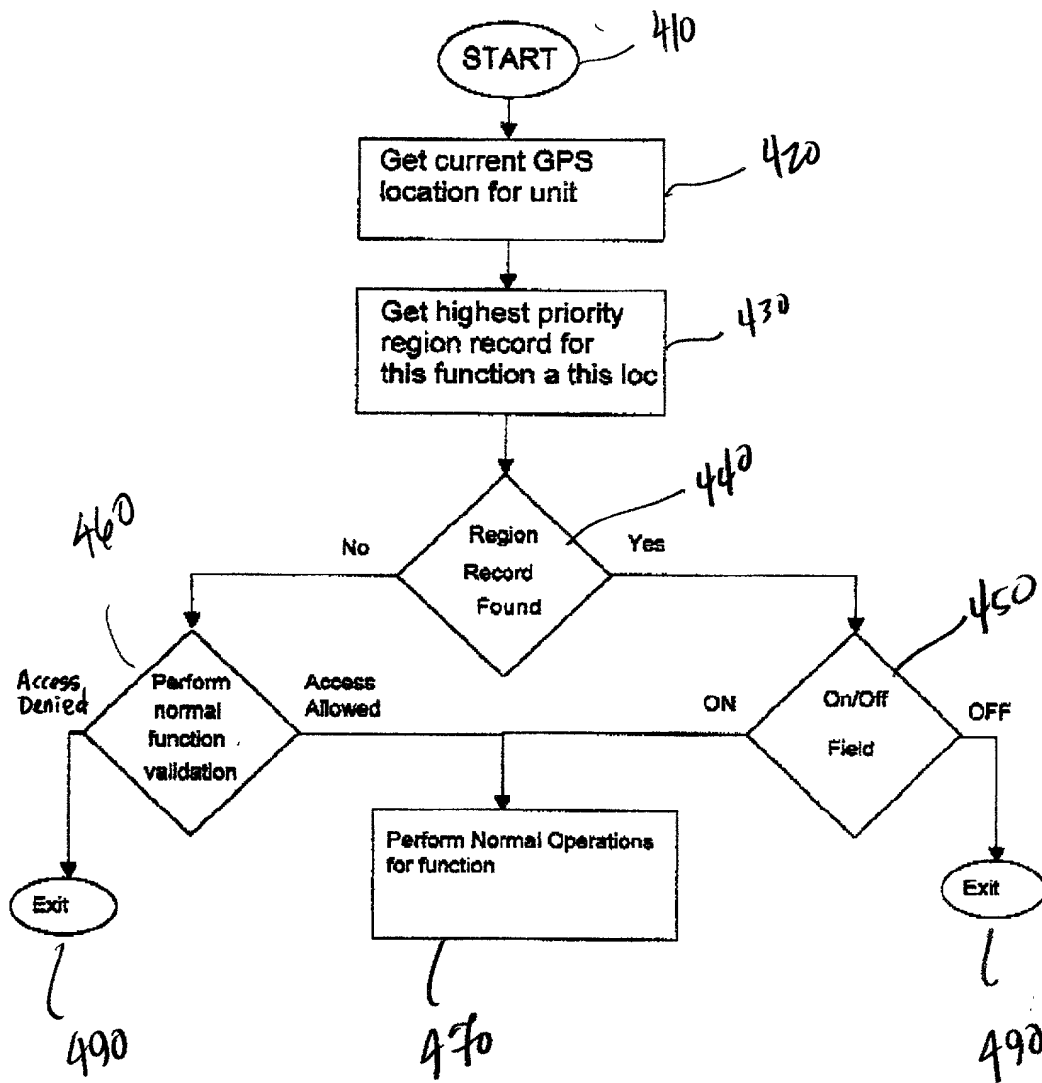 START
410
Get current GPS
location for unit
420
Get highest priority
region record for
this function a this loc
430
440
Region
Record
Found
No
Yes
460
450
Access
Denied
Perform
normal
function
validation
Access
Allowed
ON
On/Off
Field
OFF
Perform Normal Operations
for function
Exit
Exit
490
470
490